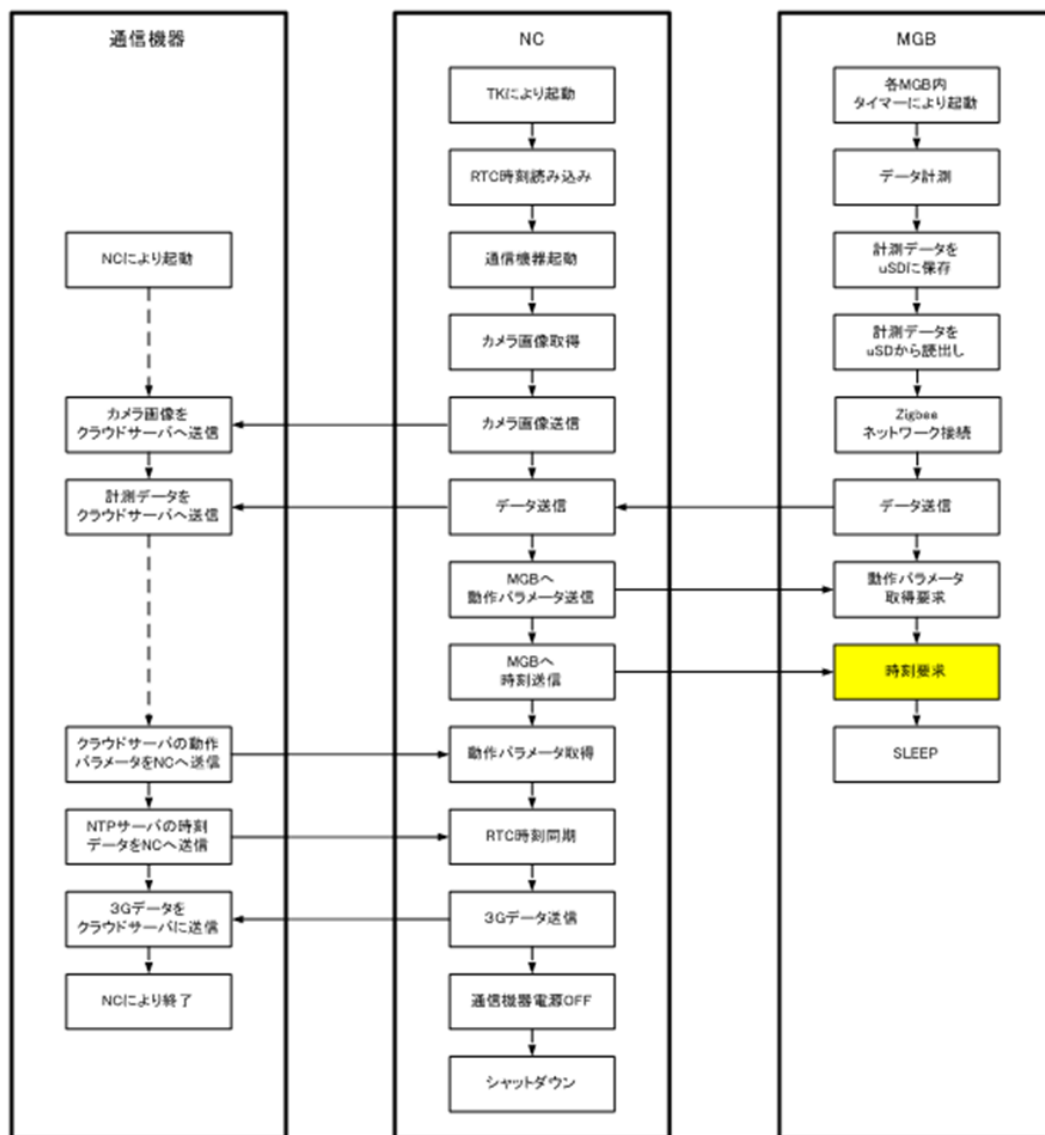 通信機器
NCにより起動
カメラ画像を
クラウドサーバへ送信
計測データを
クラウドサーバへ送信
クラウドサーバの動作
パラメータをNCへ送信
NTPサーバの時刻
データをNCへ送信
3Gデータを
クラウドサーバに送信
NCにより終了
NC
TKにより起動
RTC時刻読み込み
通信機器起動
カメラ画像取得
カメラ画像送信
データ送信
MGBへ
動作パラメータ送信
MGBへ
時刻送信
動作パラメータ取得
RTC時刻同期
3Gデータ送信
通信機器電源OFF
シャットダウン
MGB
各MGB内
タイマーにより起動
データ計測
計測データを
uSDに保存
計測データを
uSDから読出し
Zigbee
ネットワーク接続
データ送信
動作パラメータ
取得要求
時刻要求
SLEEP